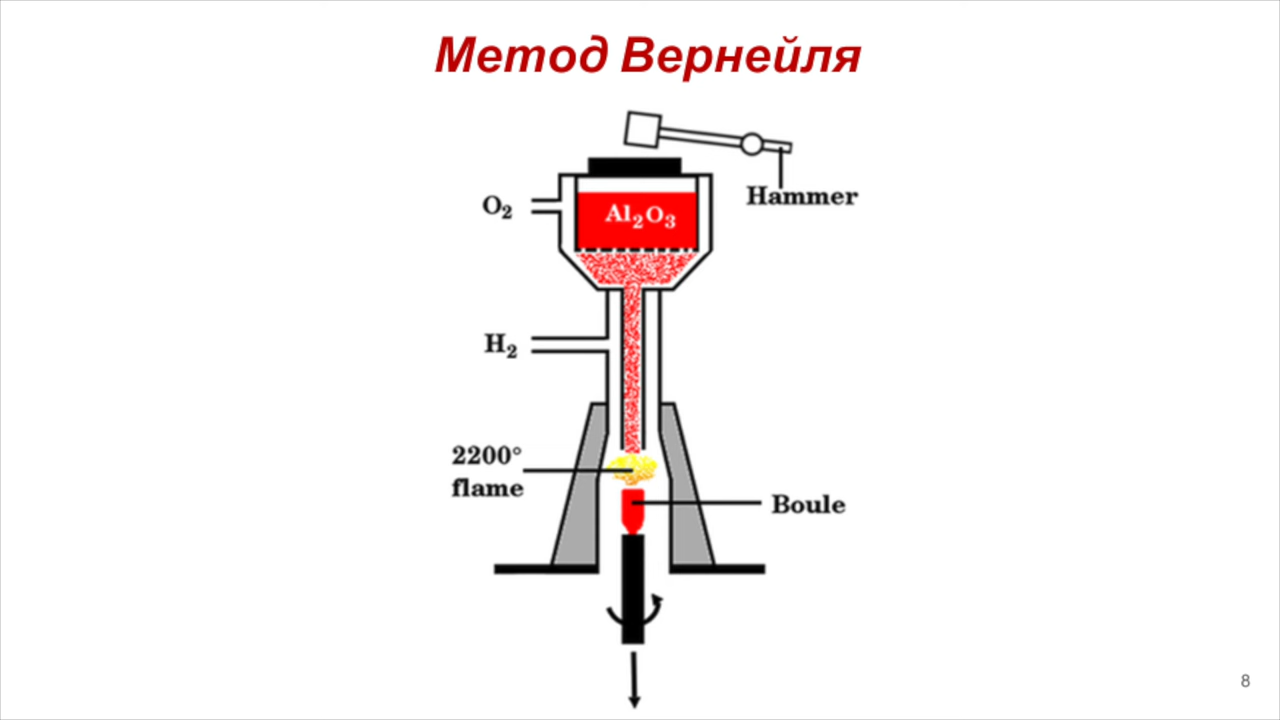 Метод Вернейля
Hammer
O₂
Al₂O₃
H₂
2200°
flame
Boule
8